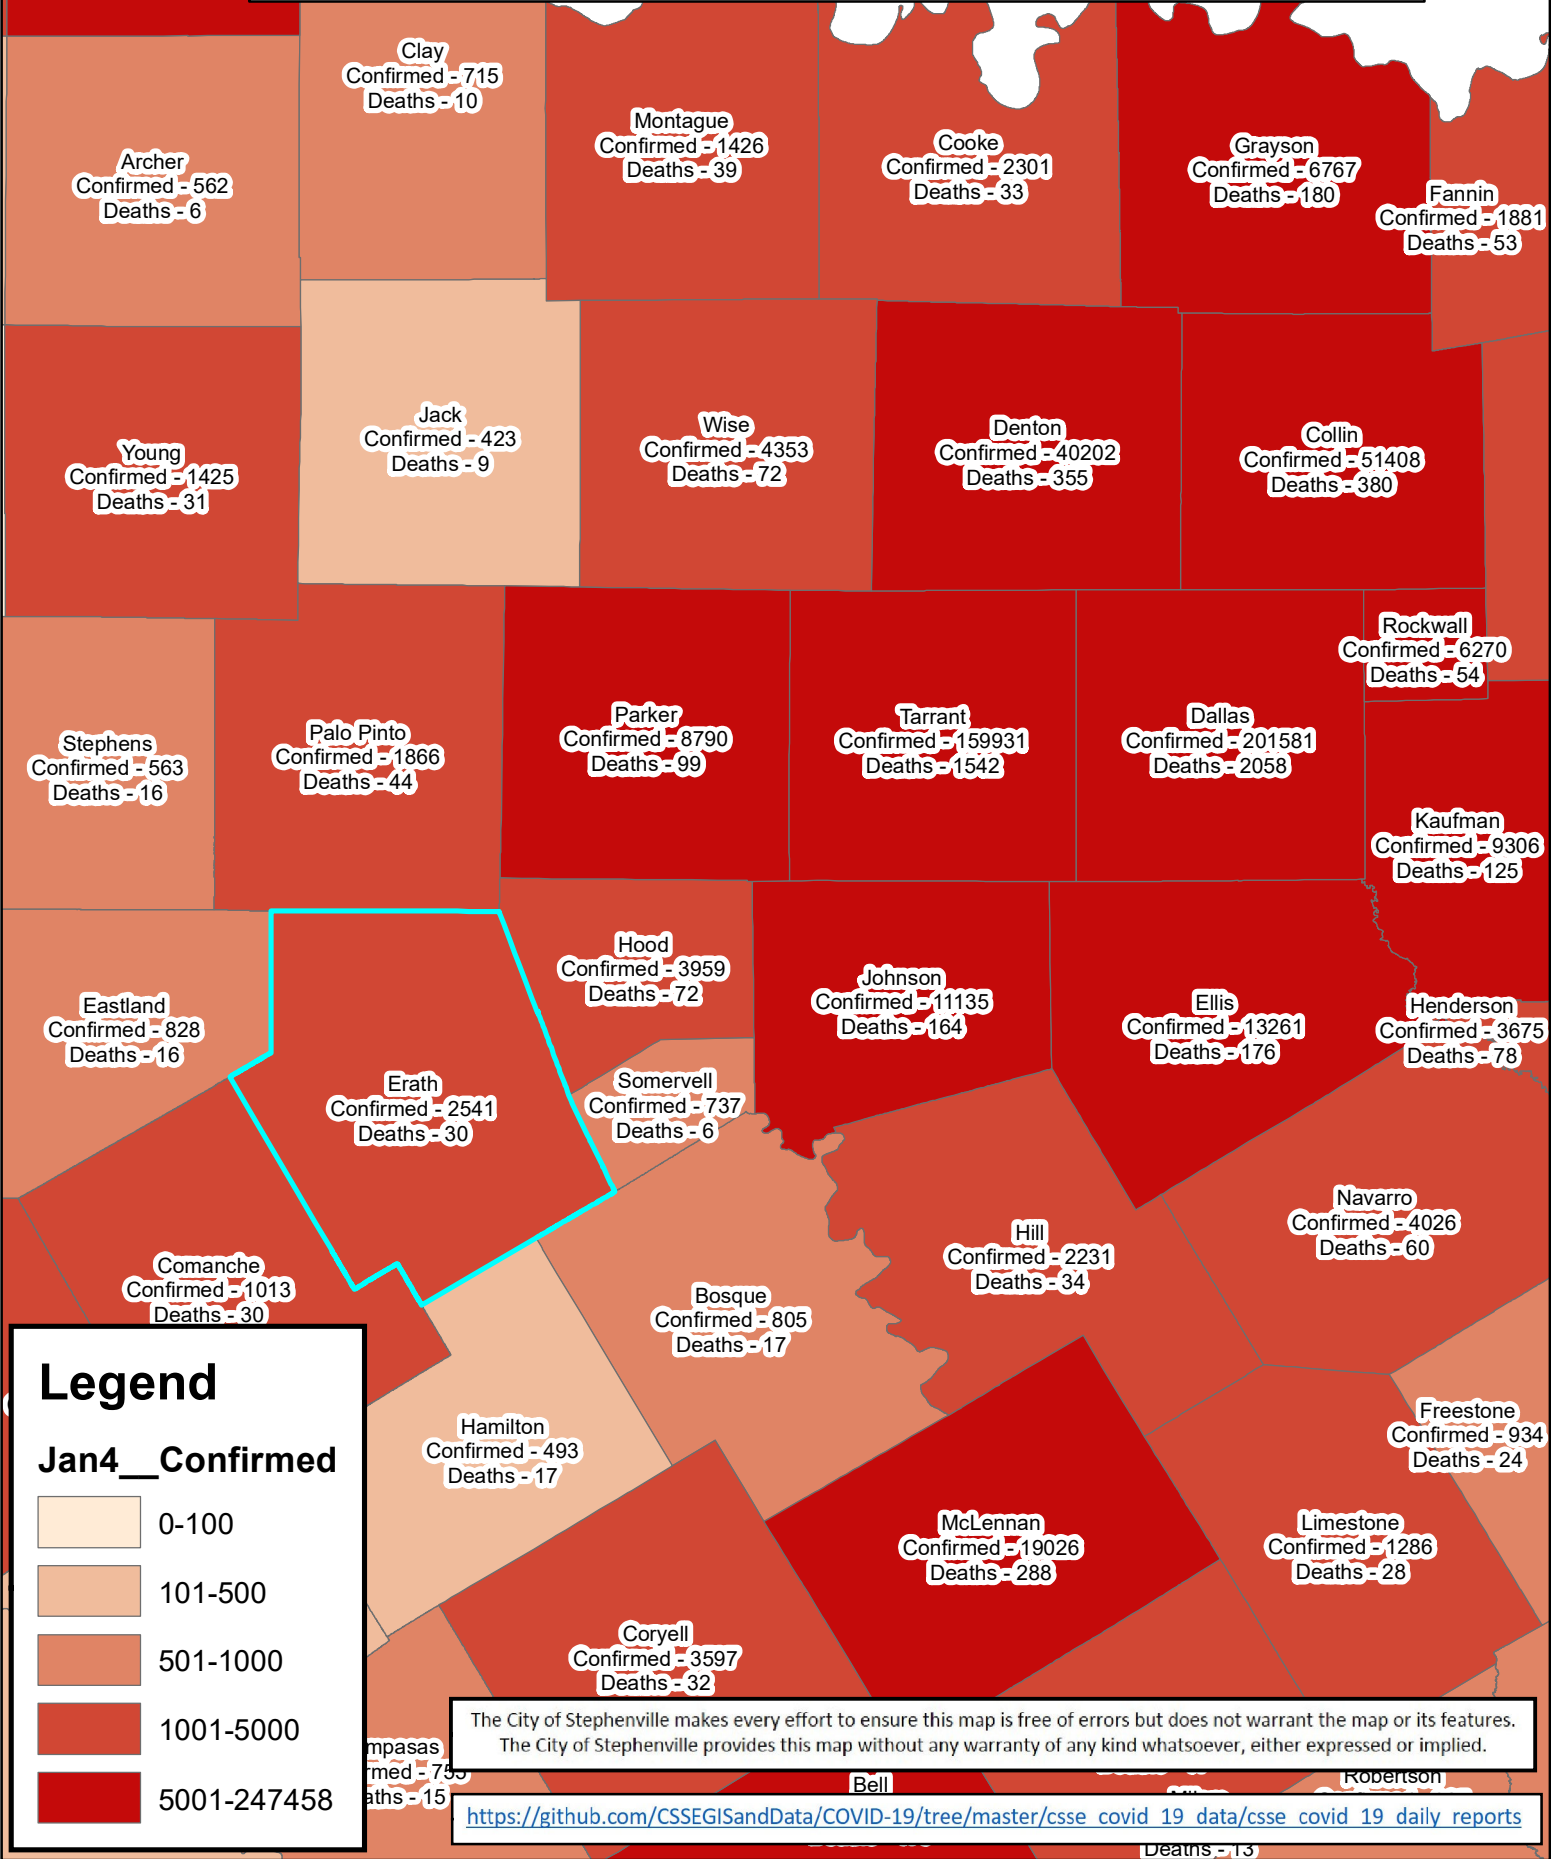 Clay
Confirmed - 715
Deaths - 10
Montague
Confirmed - 1426
Deaths - 39
Cooke
Confirmed - 2301
Deaths - 33
Grayson
Confirmed - 6767
Deaths - 180
Archer
Confirmed - 562
Deaths - 6
Fannin
Confirmed - 1881
Deaths - 53
Jack
Confirmed - 423
Deaths - 9
Wise
Confirmed - 4353
Deaths - 72
Denton
Confirmed - 40202
Deaths - 355
Collin
Confirmed - 51408
Deaths - 380
Young
Confirmed - 1425
Deaths - 31
Rockwall
Confirmed - 6270
Deaths - 54
Parker
Confirmed - 8790
Deaths - 99
Tarrant
Confirmed - 159931
Deaths - 1542
Dallas
Confirmed - 201581
Deaths - 2058
Palo Pinto
Confirmed - 1866
Deaths - 44
Stephens
Confirmed - 563
Deaths - 16
Kaufman
Confirmed - 9306
Deaths - 125
Hood
Confirmed - 3959
Deaths - 72
Johnson
Confirmed - 11135
Deaths - 164
Ellis
Confirmed - 13261
Deaths - 176
Henderson
Confirmed - 3675
Deaths - 78
Eastland
Confirmed - 828
Deaths - 16
Erath
Confirmed - 2541
Deaths - 30
Somervell
Confirmed - 737
Deaths - 6
Navarro
Confirmed - 4026
Deaths - 60
Hill
Confirmed - 2231
Deaths - 34
Comanche
Confirmed - 1013
Deaths - 30
Bosque
Confirmed - 805
Deaths - 17
Hamilton
Confirmed - 493
Deaths - 17
Freestone
Confirmed - 934
Deaths - 24
McLennan
Confirmed - 19026
Deaths - 288
Limestone
Confirmed - 1286
Deaths - 28
Coryell
Confirmed - 3597
Deaths - 32
mpasas
rmed - 755
aths - 15
Bell
Robertson
Deaths - 13
Legend
Jan4__Confirmed
0-100
101-500
501-1000
1001-5000
5001-247458
The City of Stephenville makes every effort to ensure this map is free of errors but does not warrant the map or its features.
The City of Stephenville provides this map without any warranty of any kind whatsoever, either expressed or implied.
https://github.com/CSSEGISandData/COVID-19/tree/master/csse_covid_19_data/csse_covid_19_daily_reports